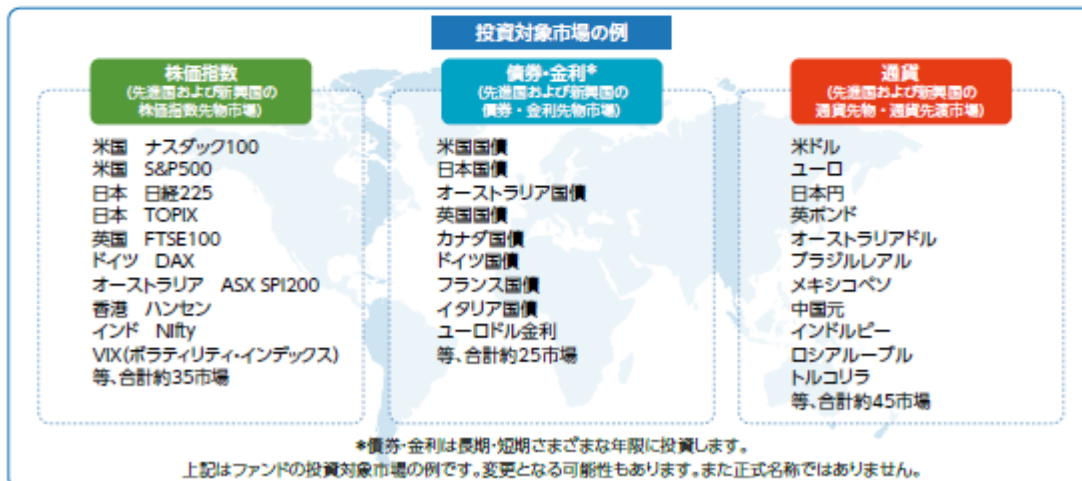 投資対象市場の例
株価指数
(先進国および新興国の
株価指数先物市場)
米国　ナスダック100
米国　S&P500
日本　日経225
日本　TOPIX
英国　FTSE100
ドイツ　DAX
オーストラリア　ASX SPI200
香港　ハンセン
インド　Nifty
VIX(ボラティリティ・インデックス)
等、合計約35市場
債券・金利*
(先進国および新興国の
債券・金利先物市場)
米国国債
日本国債
オーストラリア国債
英国国債
カナダ国債
ドイツ国債
フランス国債
イタリア国債
ユーロドル金利
等、合計約25市場
通貨
(先進国および新興国の
通貨先物・通貨先渡市場)
米ドル
ユーロ
日本円
英ポンド
オーストラリアドル
ブラジルレアル
メキシコペソ
中国元
インドルピー
ロシアルーブル
トルコリラ
等、合計約45市場
*債券・金利は長期・短期さまざまな年限に投資します。
上記はファンドの投資対象市場の例です。変更となる可能性もあります。また正式名称ではありません。